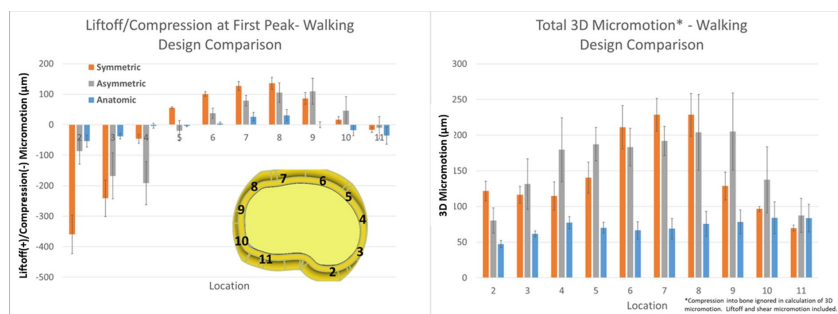 Liftoff/Compression at First Peak- Walking
Design Comparison
Liftoff(+)/Compression(-) Micromotion (µm)
200
100
0
-100
-200
-300
-400
-500
Symmetric
Asymmetric
Anatomic
2
3
4
5
6
7
8
9
10
11
7
6
8
5
9
4
10
3
11
2
Location
Total 3D Micromotion* - Walking
Design Comparison
3D Micromotion (µm)
300
250
200
150
100
50
0
Symmetric
Asymmetric
Anatomic
2
3
4
5
6
7
8
9
10
11
Location
*Compression into bone ignored in calculation of 3D
micromotion. Liftoff and shear micromotion included.